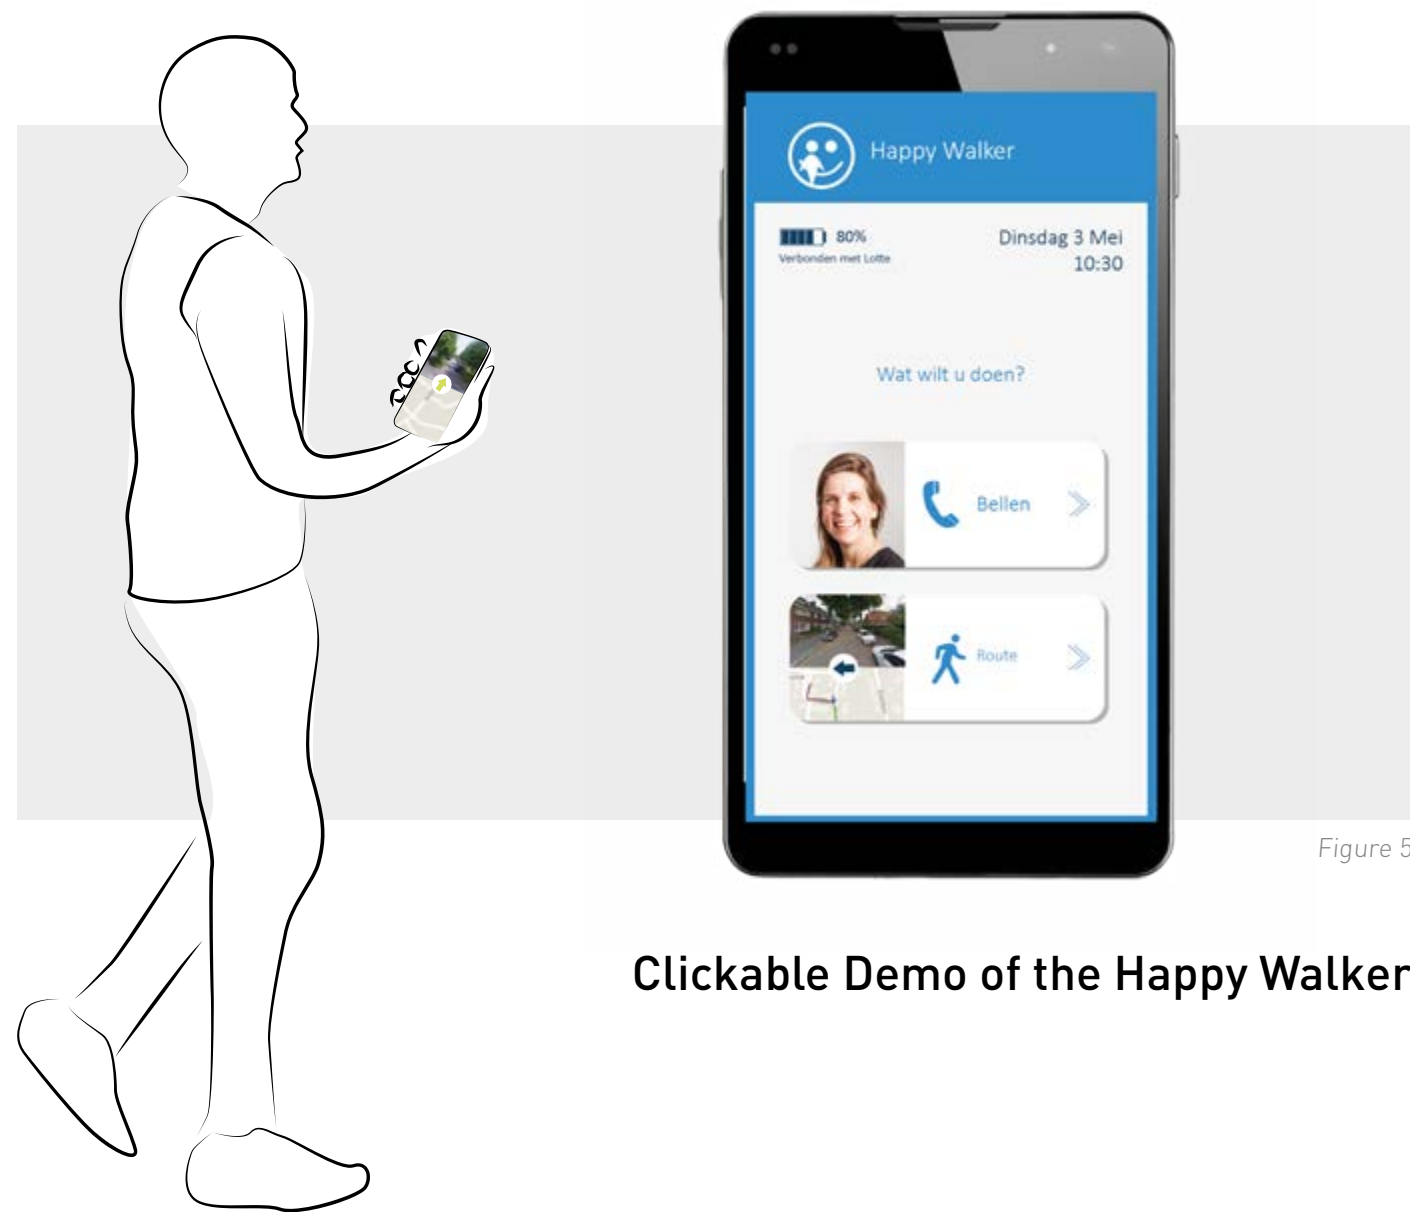 Happy Walker
80%
Dinsdag 3 Mei
Verbonden met Lotte
10:30
Wat wilt u doen?
Bellen
Route
Figure 5
Clickable Demo of the Happy Walker